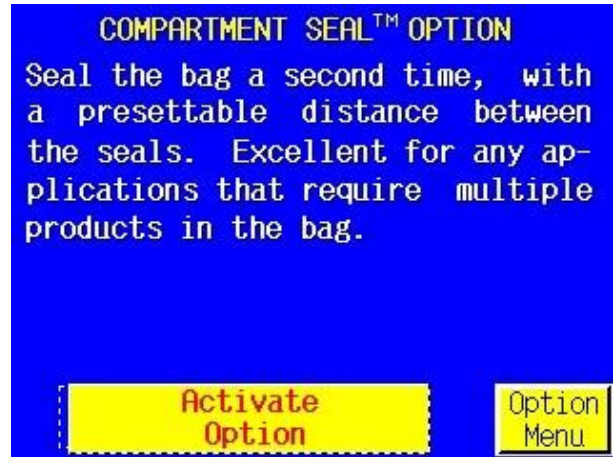 COMPARTMENT SEAL™ OPTION
Seal the bag a second time, with
a presettable distance between
the seals. Excellent for any ap-
plications that require multiple
products in the bag.
Activate
Option
Option
Menu